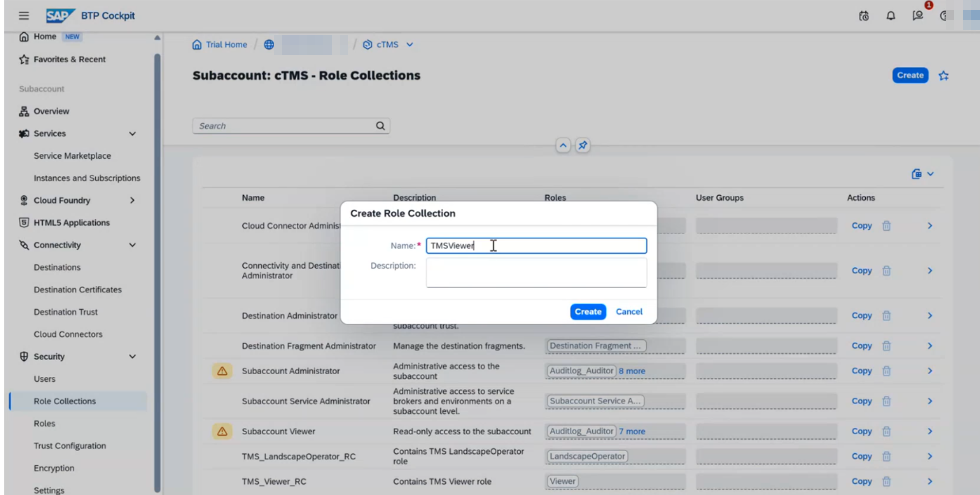 SAP BTP Cockpit
1
Home NEW
Favorites & Recent
Subaccount
Overview
Services
Service Marketplace
Instances and Subscriptions
Cloud Foundry
HTML5 Applications
Connectivity
Destinations
Destination Certificates
Destination Trust
Cloud Connectors
Security
Users
Role Collections
Roles
Trust Configuration
Encryption
Settings
Trial Home / / cTMS
Subaccount: cTMS - Role Collections
Create
Search
Name Description Roles User Groups Actions
Cloud Connector Adminis Copy
Connectivity and Destinat
Administrator
Copy
Destination Administrator
subaccount trust.
Copy
Destination Fragment Administrator Manage the destination fragments. Destination Fragment ... Copy
Subaccount Administrator
Administrative access to the
subaccount
Auditlog_Auditor 8 more Copy
Subaccount Service Administrator
Administrative access to service
brokers and environments on a
subaccount level.
Subaccount Service A... Copy
Subaccount Viewer Read-only access to the subaccount Auditlog_Auditor 7 more Copy
TMS_LandscapeOperator_RC
Contains TMS LandscapeOperator
role
LandscapeOperator Copy
TMS_Viewer_RC Contains TMS Viewer role Viewer Copy
Create Role Collection
Name:* TMSViewer
Description:
Create Cancel